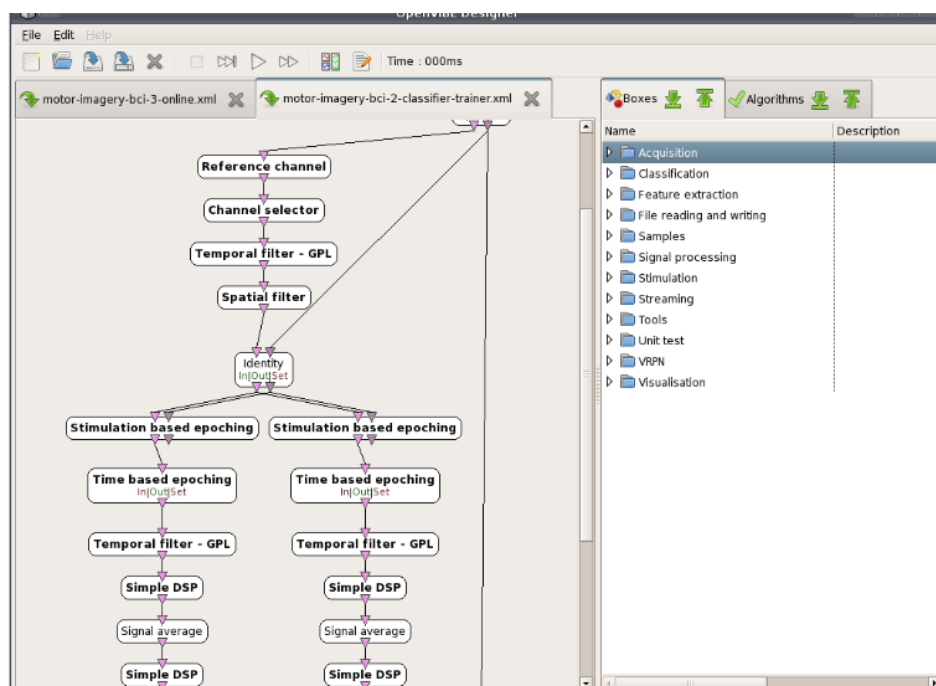 OpenViBE Designer
File Edit Help
Time : 000ms
motor-imagery-bci-3-online.xml
motor-imagery-bci-2-classifier-trainer.xml
Reference channel
Channel selector
Temporal filter - GPL
Spatial filter
Identity
In|Out|Set
Stimulation based epoching
Stimulation based epoching
Time based epoching
In|Out|Set
Time based epoching
In|Out|Set
Temporal filter - GPL
Temporal filter - GPL
Simple DSP
Simple DSP
Signal average
Signal average
Simple DSP
Simple DSP
Boxes
Algorithms
Name Description
Acquisition
Classification
Feature extraction
File reading and writing
Samples
Signal processing
Stimulation
Streaming
Tools
Unit test
VRPN
Visualisation